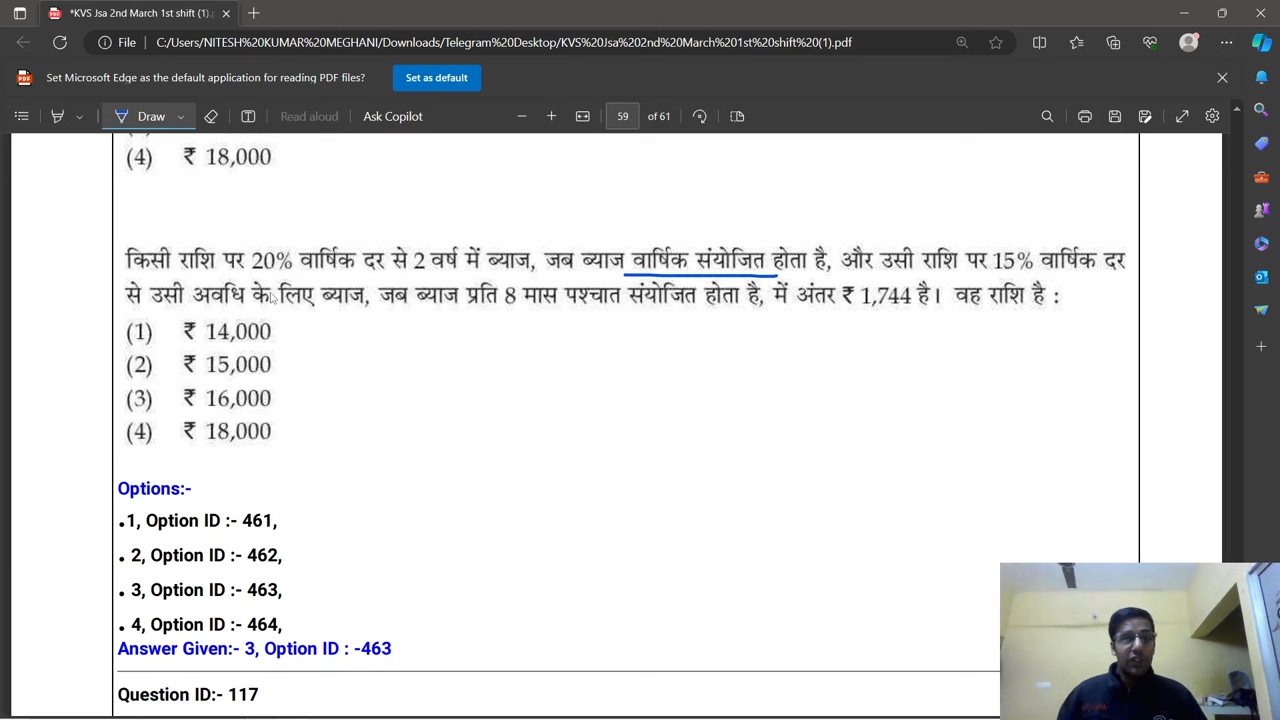 *KVS Jsa 2nd March 1st shift (1).p
File C:/Users/NITESH%20KUMAR%20MEGHANI/Downloads/Telegram%20Desktop/KVS%20Jsa%202nd%20March%201st%20shift%20(1).pdf
Set Microsoft Edge as the default application for reading PDF files? Set as default
Draw Read aloud Ask Copilot 59 of 61
(4) ₹ 18,000
किसी राशि पर 20% वार्षिक दर से 2 वर्ष में ब्याज, जब ब्याज वार्षिक संयोजित होता है, और उसी राशि पर 15% वार्षिक दर
से उसी अवधि के लिए ब्याज, जब ब्याज प्रति 8 मास पश्चात संयोजित होता है, में अंतर ₹ 1,744 है। वह राशि है :
(1) ₹ 14,000
(2) ₹ 15,000
(3) ₹ 16,000
(4) ₹ 18,000
Options:-
.1, Option ID :- 461,
. 2, Option ID :- 462,
. 3, Option ID :- 463,
. 4, Option ID :- 464,
Answer Given:- 3, Option ID : -463
Question ID:- 117